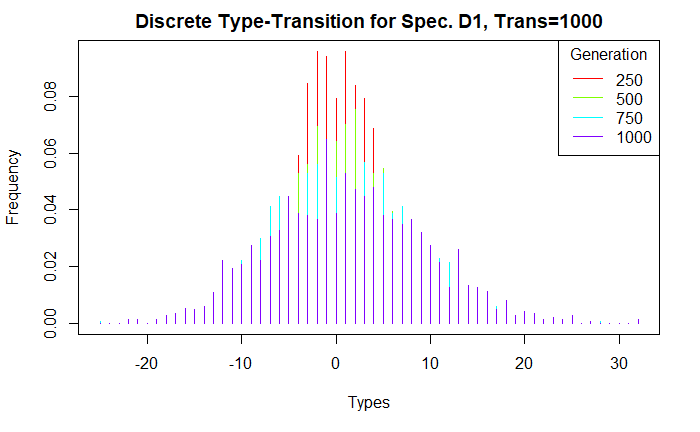 Discrete Type-Transition for Spec. D1, Trans=1000
Generation
250
500
750
1000
Frequency
0.08
0.06
0.04
0.02
0.00
-20 -10 0 10 20 30
Types